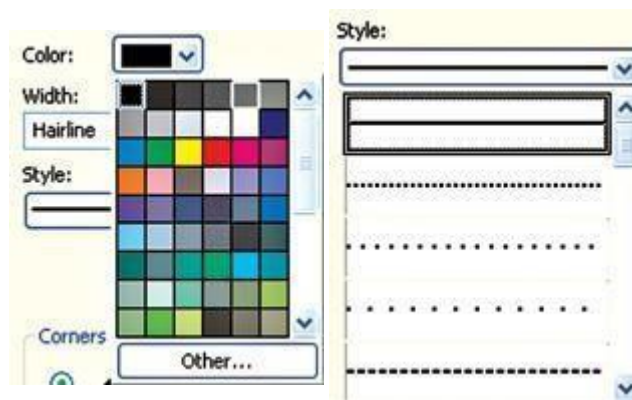 Color:
Width:
Hairline
Style:
Corners
Other...
Style: